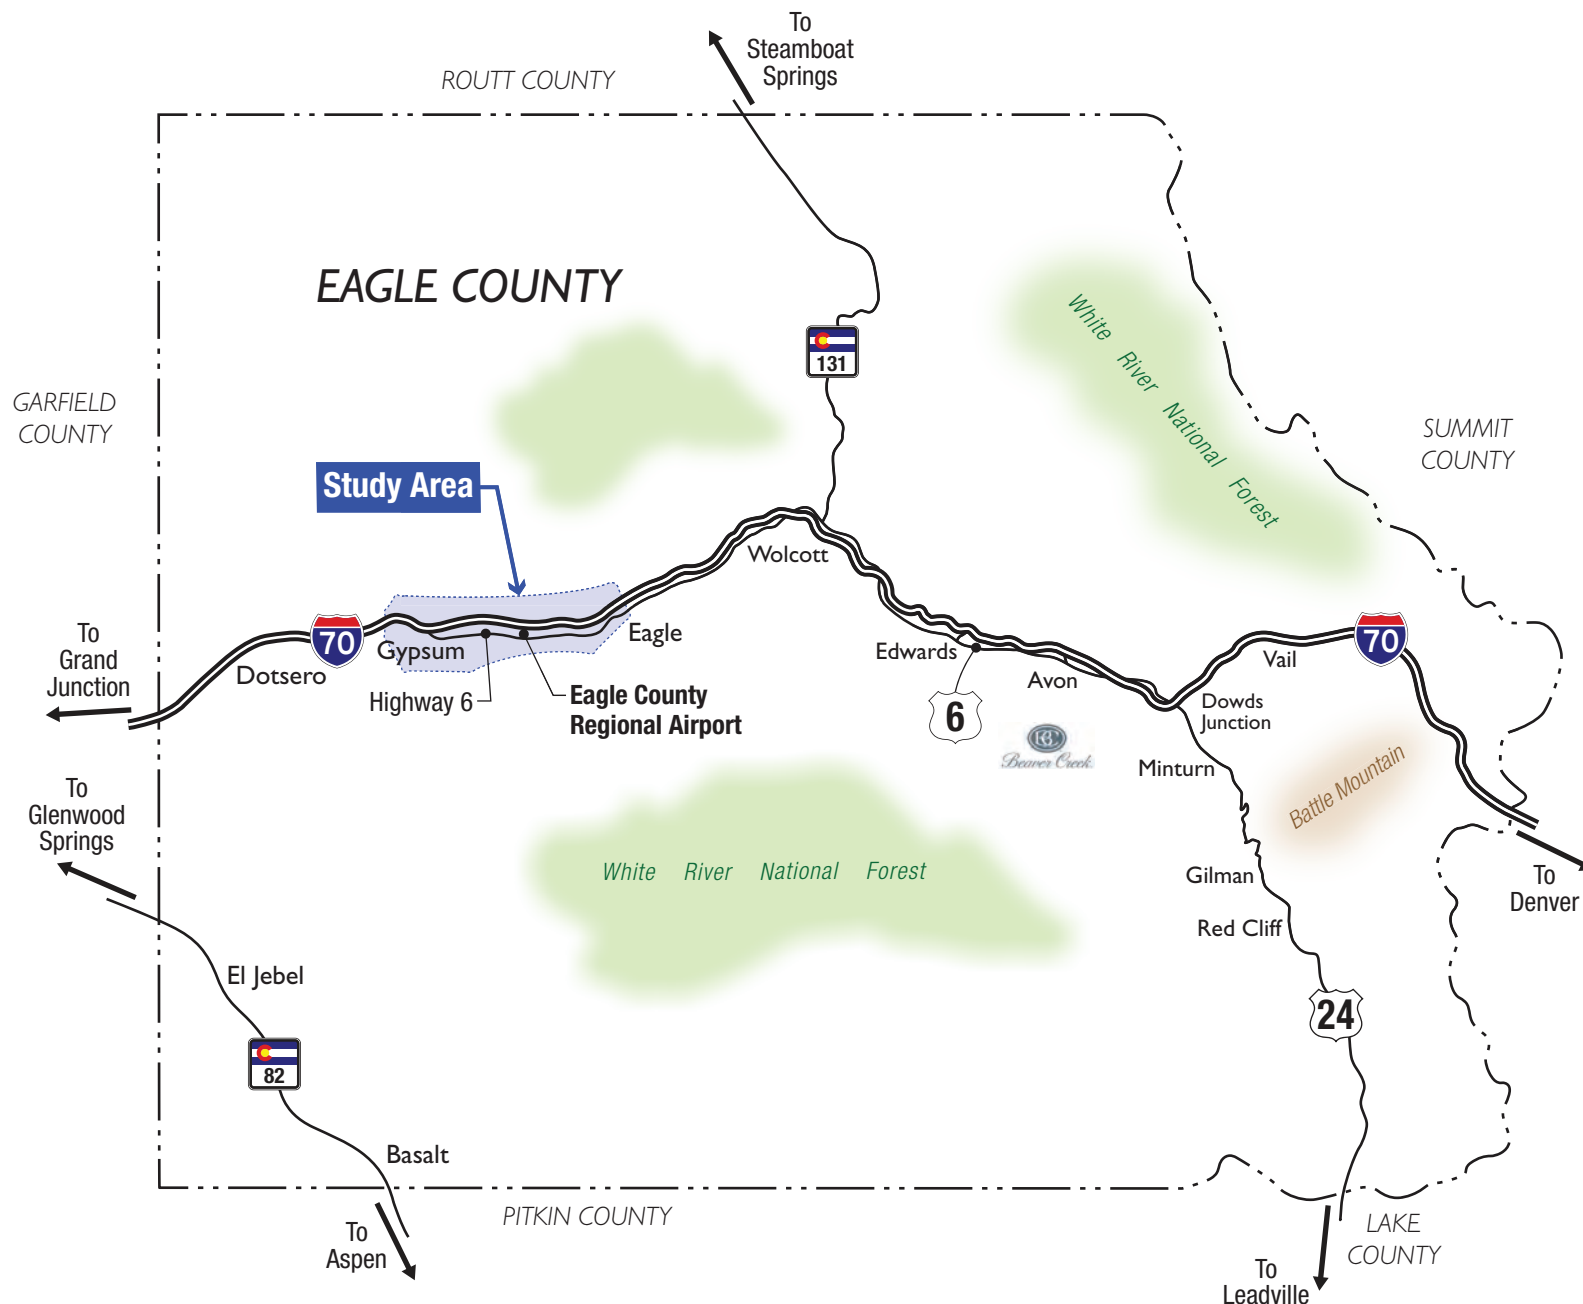 To
Steamboat
Springs
ROUTT COUNTY
EAGLE COUNTY
131
White River National Forest
GARFIELD
COUNTY
SUMMIT
COUNTY
Study Area
Wolcott
To
Grand
Junction
70
Dotsero
Gypsum
Eagle
Highway 6
Eagle County
Regional Airport
Edwards
6
Avon
Beaver Creek
Vail
70
Dowds
Junction
Minturn
Battle Mountain
To
Glenwood
Springs
White River National Forest
Gilman
To
Denver
Red Cliff
El Jebel
24
82
Basalt
PITKIN COUNTY
To
Aspen
LAKE
COUNTY
To
Leadville